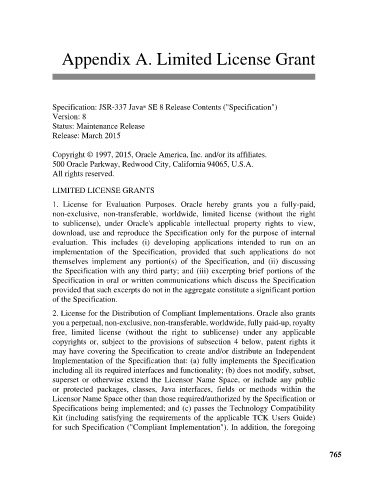 Appendix A. Limited License Grant
Specification: JSR-337 Java® SE 8 Release Contents ("Specification")
Version: 8
Status: Maintenance Release
Release: March 2015
Copyright © 1997, 2015, Oracle America, Inc. and/or its affiliates.
500 Oracle Parkway, Redwood City, California 94065, U.S.A.
All rights reserved.
LIMITED LICENSE GRANTS
1. License for Evaluation Purposes. Oracle hereby grants you a fully-paid,
non-exclusive, non-transferable, worldwide, limited license (without the right
to sublicense), under Oracle's applicable intellectual property rights to view,
download, use and reproduce the Specification only for the purpose of internal
evaluation. This includes (i) developing applications intended to run on an
implementation of the Specification, provided that such applications do not
themselves implement any portion(s) of the Specification, and (ii) discussing
the Specification with any third party; and (iii) excerpting brief portions of the
Specification in oral or written communications which discuss the Specification
provided that such excerpts do not in the aggregate constitute a significant portion
of the Specification.
2. License for the Distribution of Compliant Implementations. Oracle also grants
you a perpetual, non-exclusive, non-transferable, worldwide, fully paid-up, royalty
free, limited license (without the right to sublicense) under any applicable
copyrights or, subject to the provisions of subsection 4 below, patent rights it
may have covering the Specification to create and/or distribute an Independent
Implementation of the Specification that: (a) fully implements the Specification
including all its required interfaces and functionality; (b) does not modify, subset,
superset or otherwise extend the Licensor Name Space, or include any public
or protected packages, classes, Java interfaces, fields or methods within the
Licensor Name Space other than those required/authorized by the Specification or
Specifications being implemented; and (c) passes the Technology Compatibility
Kit (including satisfying the requirements of the applicable TCK Users Guide)
for such Specification ("Compliant Implementation"). In addition, the foregoing
765